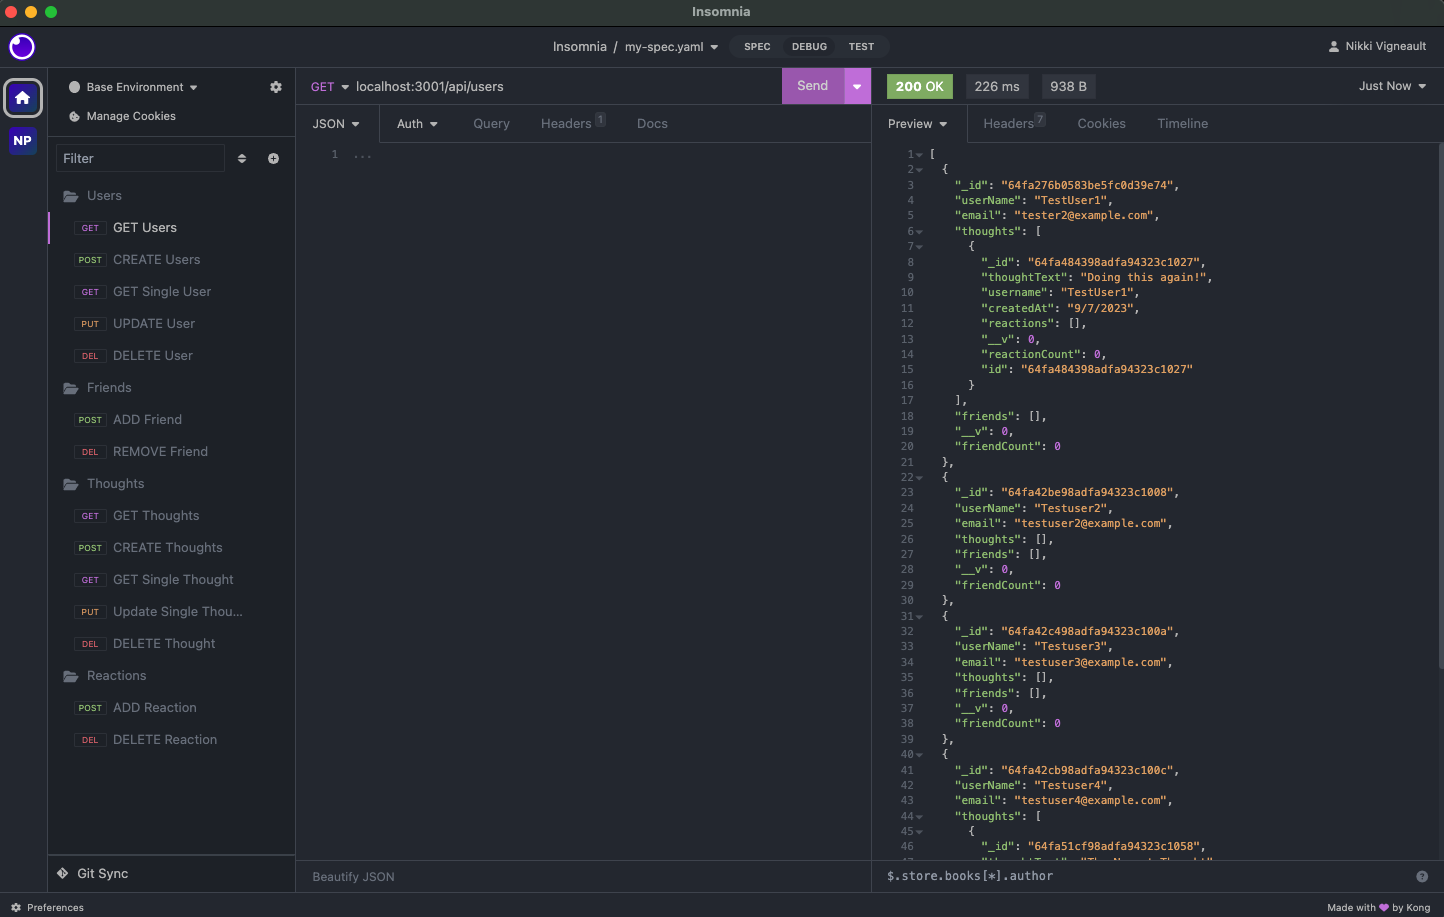 Insomnia
Insomnia / my-spec.yaml
SPEC DEBUG TEST
Nikki Vigneault
NP
Base Environment
Manage Cookies
Filter
Users
GET GET Users
POST CREATE Users
GET GET Single User
PUT UPDATE User
DEL DELETE User
Friends
POST ADD Friend
DEL REMOVE Friend
Thoughts
GET GET Thoughts
POST CREATE Thoughts
GET GET Single Thought
PUT Update Single Thou...
DEL DELETE Thought
Reactions
POST ADD Reaction
DEL DELETE Reaction
Git Sync
Preferences
GET localhost:3001/api/users Send
JSON Auth Query Headers 1 Docs
1 ...
Beautify JSON
200 OK 226 ms 938 B Just Now
Preview Headers 7 Cookies Timeline
1 [
2 {
3 "_id": "64fa276b0583be5fc0d39e74",
4 "userName": "TestUser1",
5 "email": "tester2@example.com",
6 "thoughts": [
7 {
8 "_id": "64fa484398adfa94323c1027",
9 "thoughtText": "Doing this again!",
10 "username": "TestUser1",
11 "createdAt": "9/7/2023",
12 "reactions": [],
13 "__v": 0,
14 "reactionCount": 0,
15 "id": "64fa484398adfa94323c1027"
16 }
17 ],
18 "friends": [],
19 "__v": 0,
20 "friendCount": 0
21 },
22 {
23 "_id": "64fa42be98adfa94323c1008",
24 "userName": "Testuser2",
25 "email": "testuser2@example.com",
26 "thoughts": [],
27 "friends": [],
28 "__v": 0,
29 "friendCount": 0
30 },
31 {
32 "_id": "64fa42c498adfa94323c100a",
33 "userName": "Testuser3",
34 "email": "testuser3@example.com",
35 "thoughts": [],
36 "friends": [],
37 "__v": 0,
38 "friendCount": 0
39 },
40 {
41 "_id": "64fa42cb98adfa94323c100c",
42 "userName": "Testuser4",
43 "email": "testuser4@example.com",
44 "thoughts": [
45 {
46 "_id": "64fa51cf98adfa94323c1058",
$.store.books[*].author
Made with by Kong